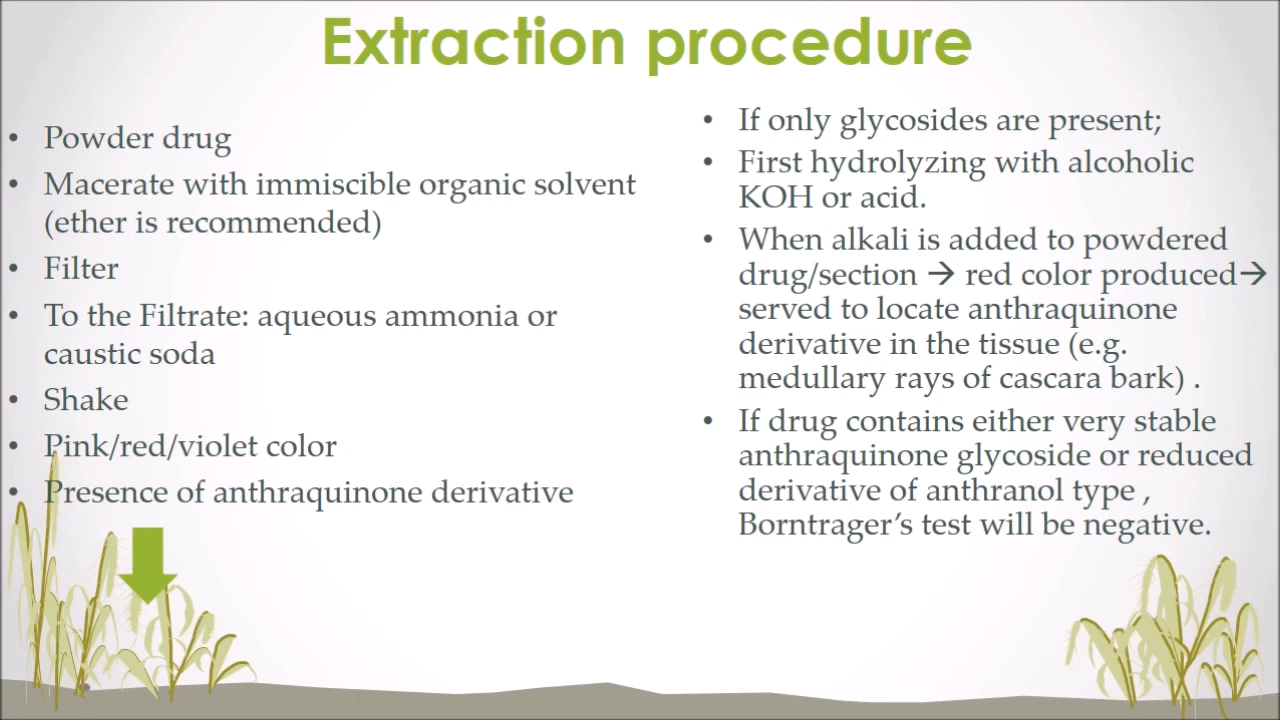 Extraction procedure
• Powder drug
• Macerate with immiscible organic solvent
(ether is recommended)
• Filter
• To the Filtrate: aqueous ammonia or
caustic soda
• Shake
• Pink/red/violet color
• Presence of anthraquinone derivative
• If only glycosides are present;
• First hydrolyzing with alcoholic
KOH or acid.
• When alkali is added to powdered
drug/section → red color produced→
served to locate anthraquinone
derivative in the tissue (e.g.
medullary rays of cascara bark) .
• If drug contains either very stable
anthraquinone glycoside or reduced
derivative of anthranol type ,
Borntrager’s test will be negative.